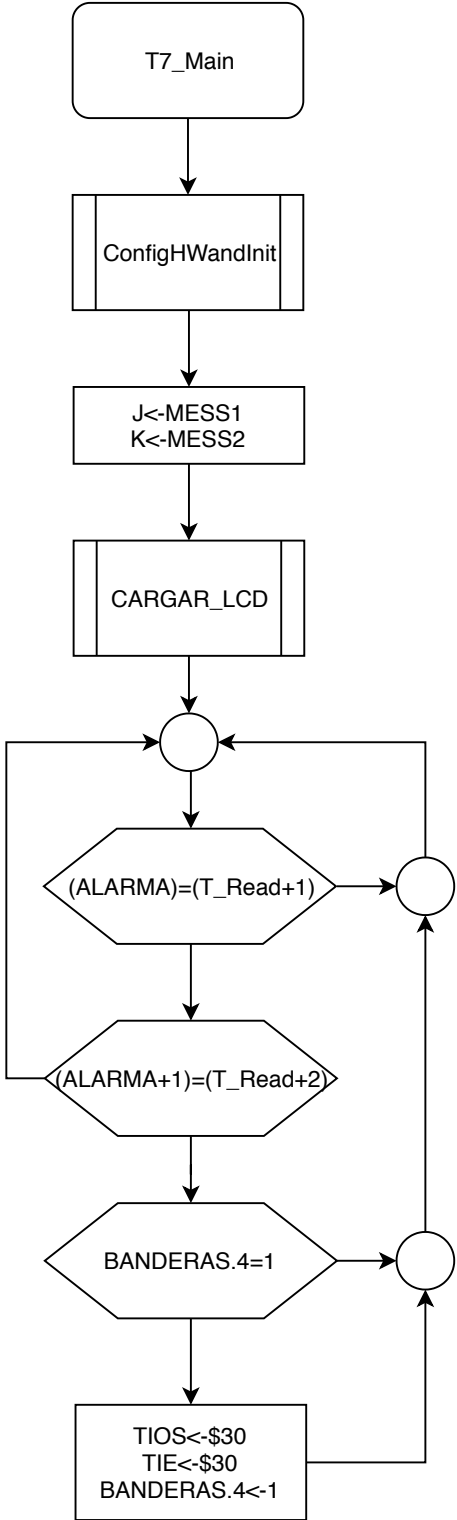 T7_Main
ConfigHWandInit
J<-MESS1
K<-MESS2
CARGAR_LCD
(ALARMA)=(T_Read+1)
(ALARMA+1)=(T_Read+2)
BANDERAS.4=1
TIOS<-$30
TIE<-$30
BANDERAS.4<-1